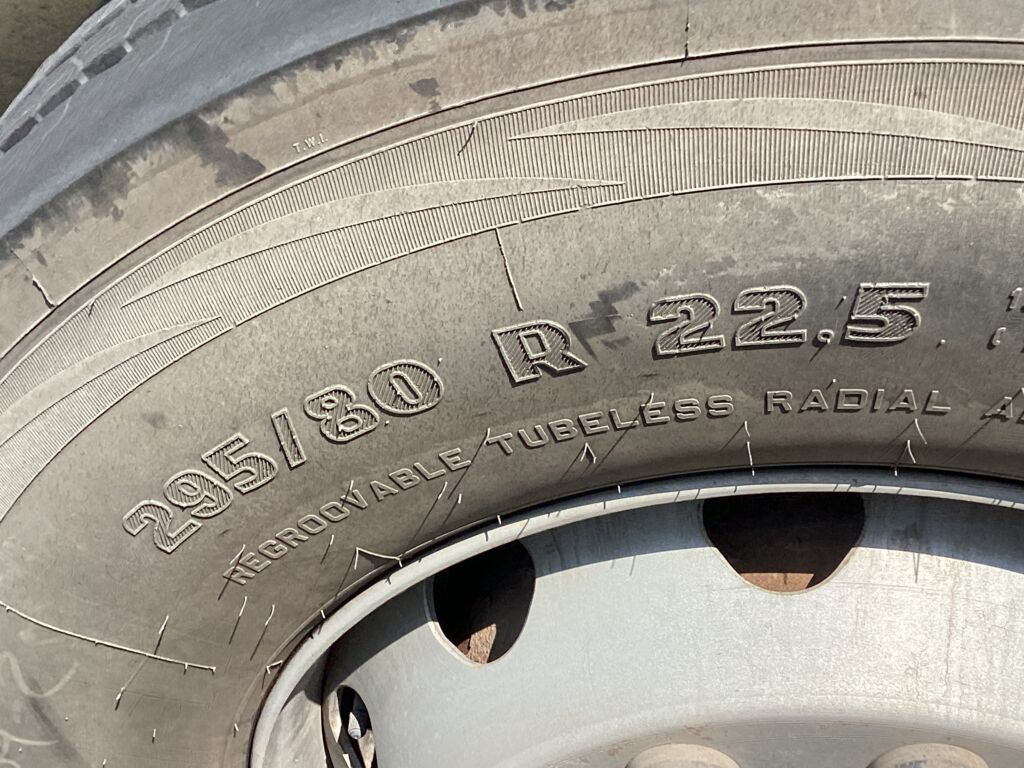 T.W.I.
295/80 R 22.5
REGROOVABLE TUBELESS RADIAL